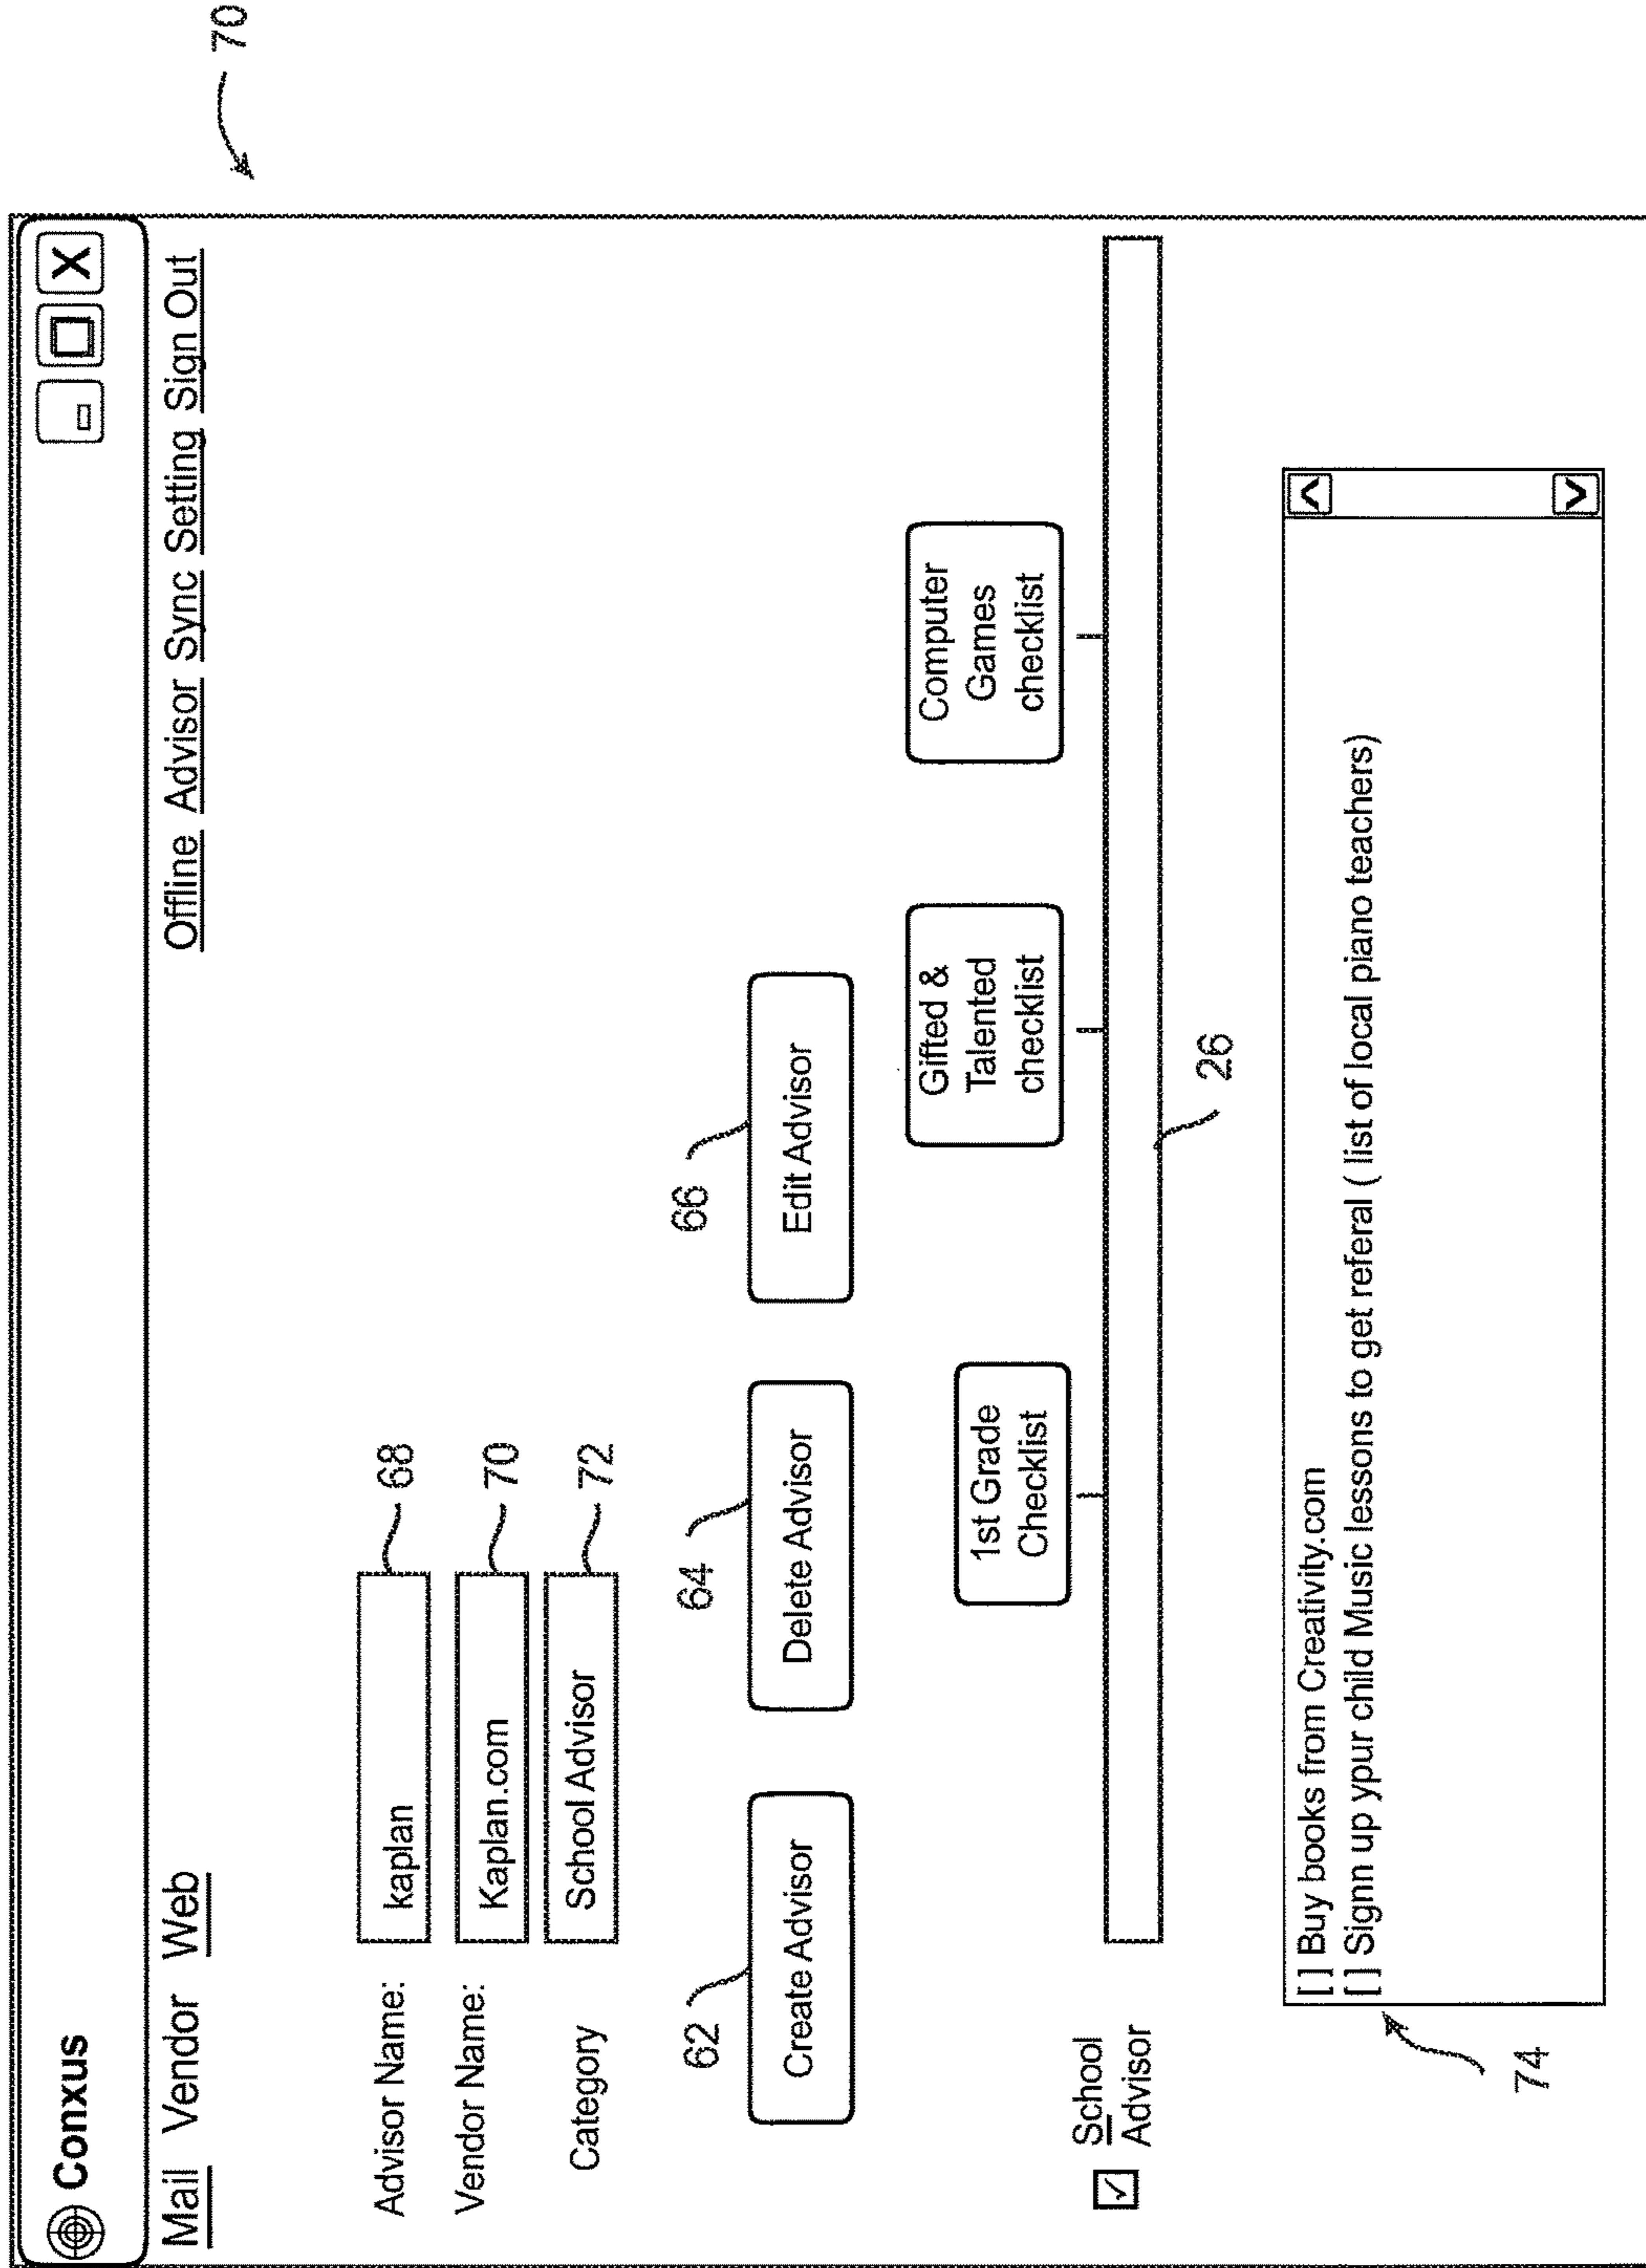 70
Conxus
X
Mail Vendor Web Offline Advisor Sync Setting Sign Out
Advisor Name: kaplan 68
Vendor Name: Kaplan.com 70
Category School Advisor 72
62 64 66
Create Advisor Delete Advisor Edit Advisor
1st Grade
Checklist
Gifted &
Talented
checklist
Computer
Games
checklist
School
Advisor
26
[ ] Buy books from Creativity.com
[ ] Signn up ypur child Music lessons to get referal ( list of local piano teachers)
74